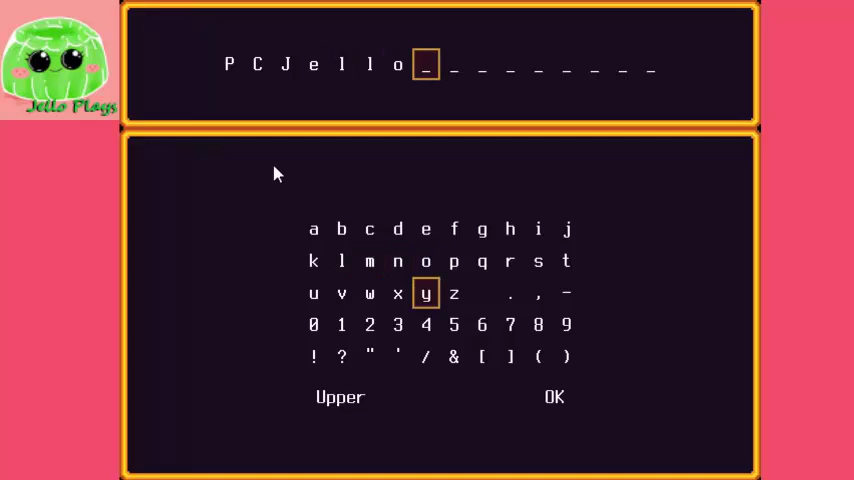 Jello Plays
P C J e l l o _ _ _ _ _ _ _ _ _
a b c d e f g h i j
k l m n o p q r s t
u v w x y z . , -
0 1 2 3 4 5 6 7 8 9
! ? " ' / & [ ] ( )
Upper OK